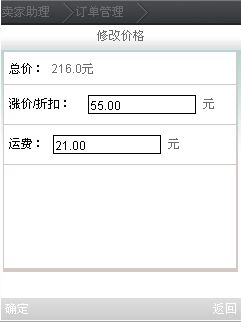 卖家助理 订单管理
修改价格
总价： 216.0元
涨价/折扣： 55.00 元
运费： 21.00 元
确定 返回